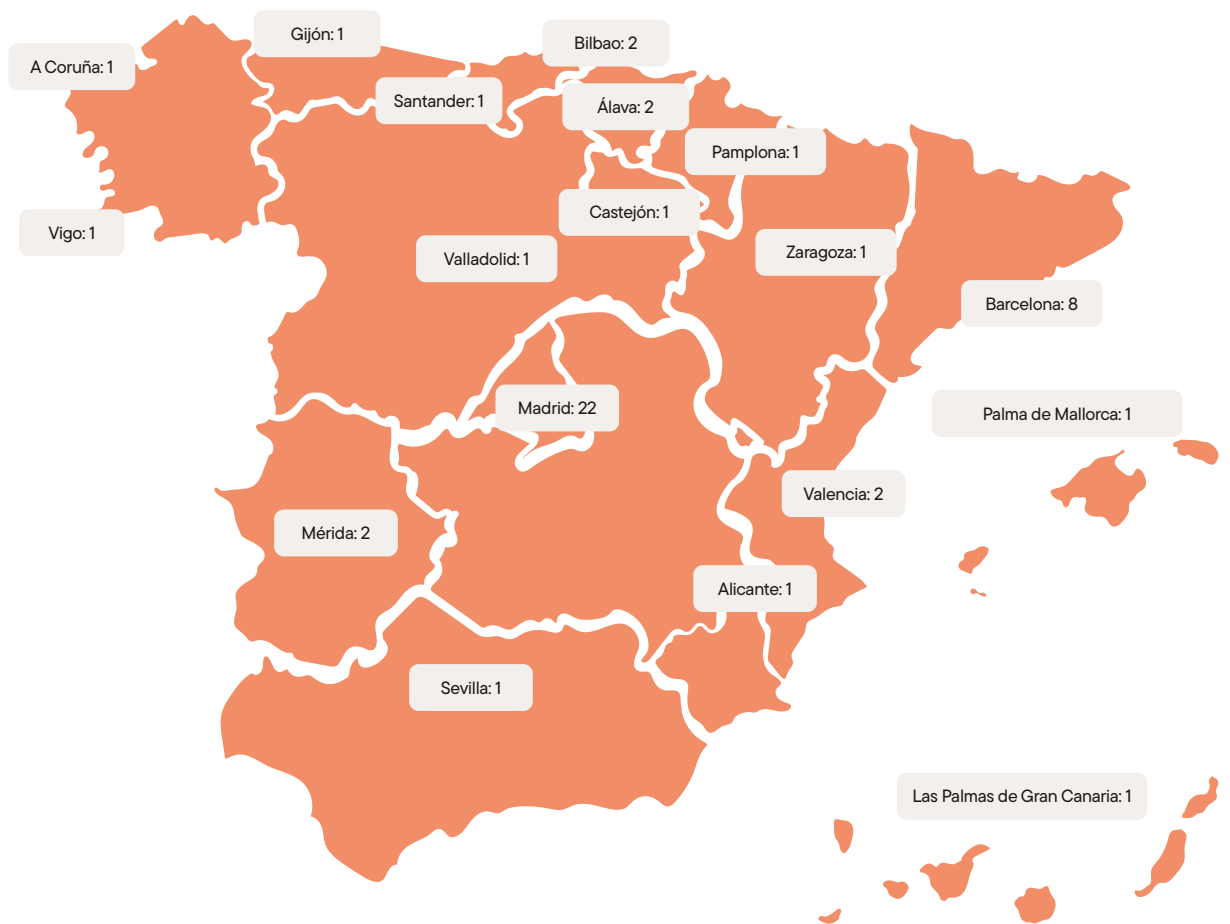 Gijón: 1
Bilbao: 2
A Coruña: 1
Santander: 1
Álava: 2
Pamplona: 1
Castejón: 1
Vigo: 1
Valladolid: 1
Zaragoza: 1
Barcelona: 8
Madrid: 22
Palma de Mallorca: 1
Valencia: 2
Mérida: 2
Alicante: 1
Sevilla: 1
Las Palmas de Gran Canaria: 1